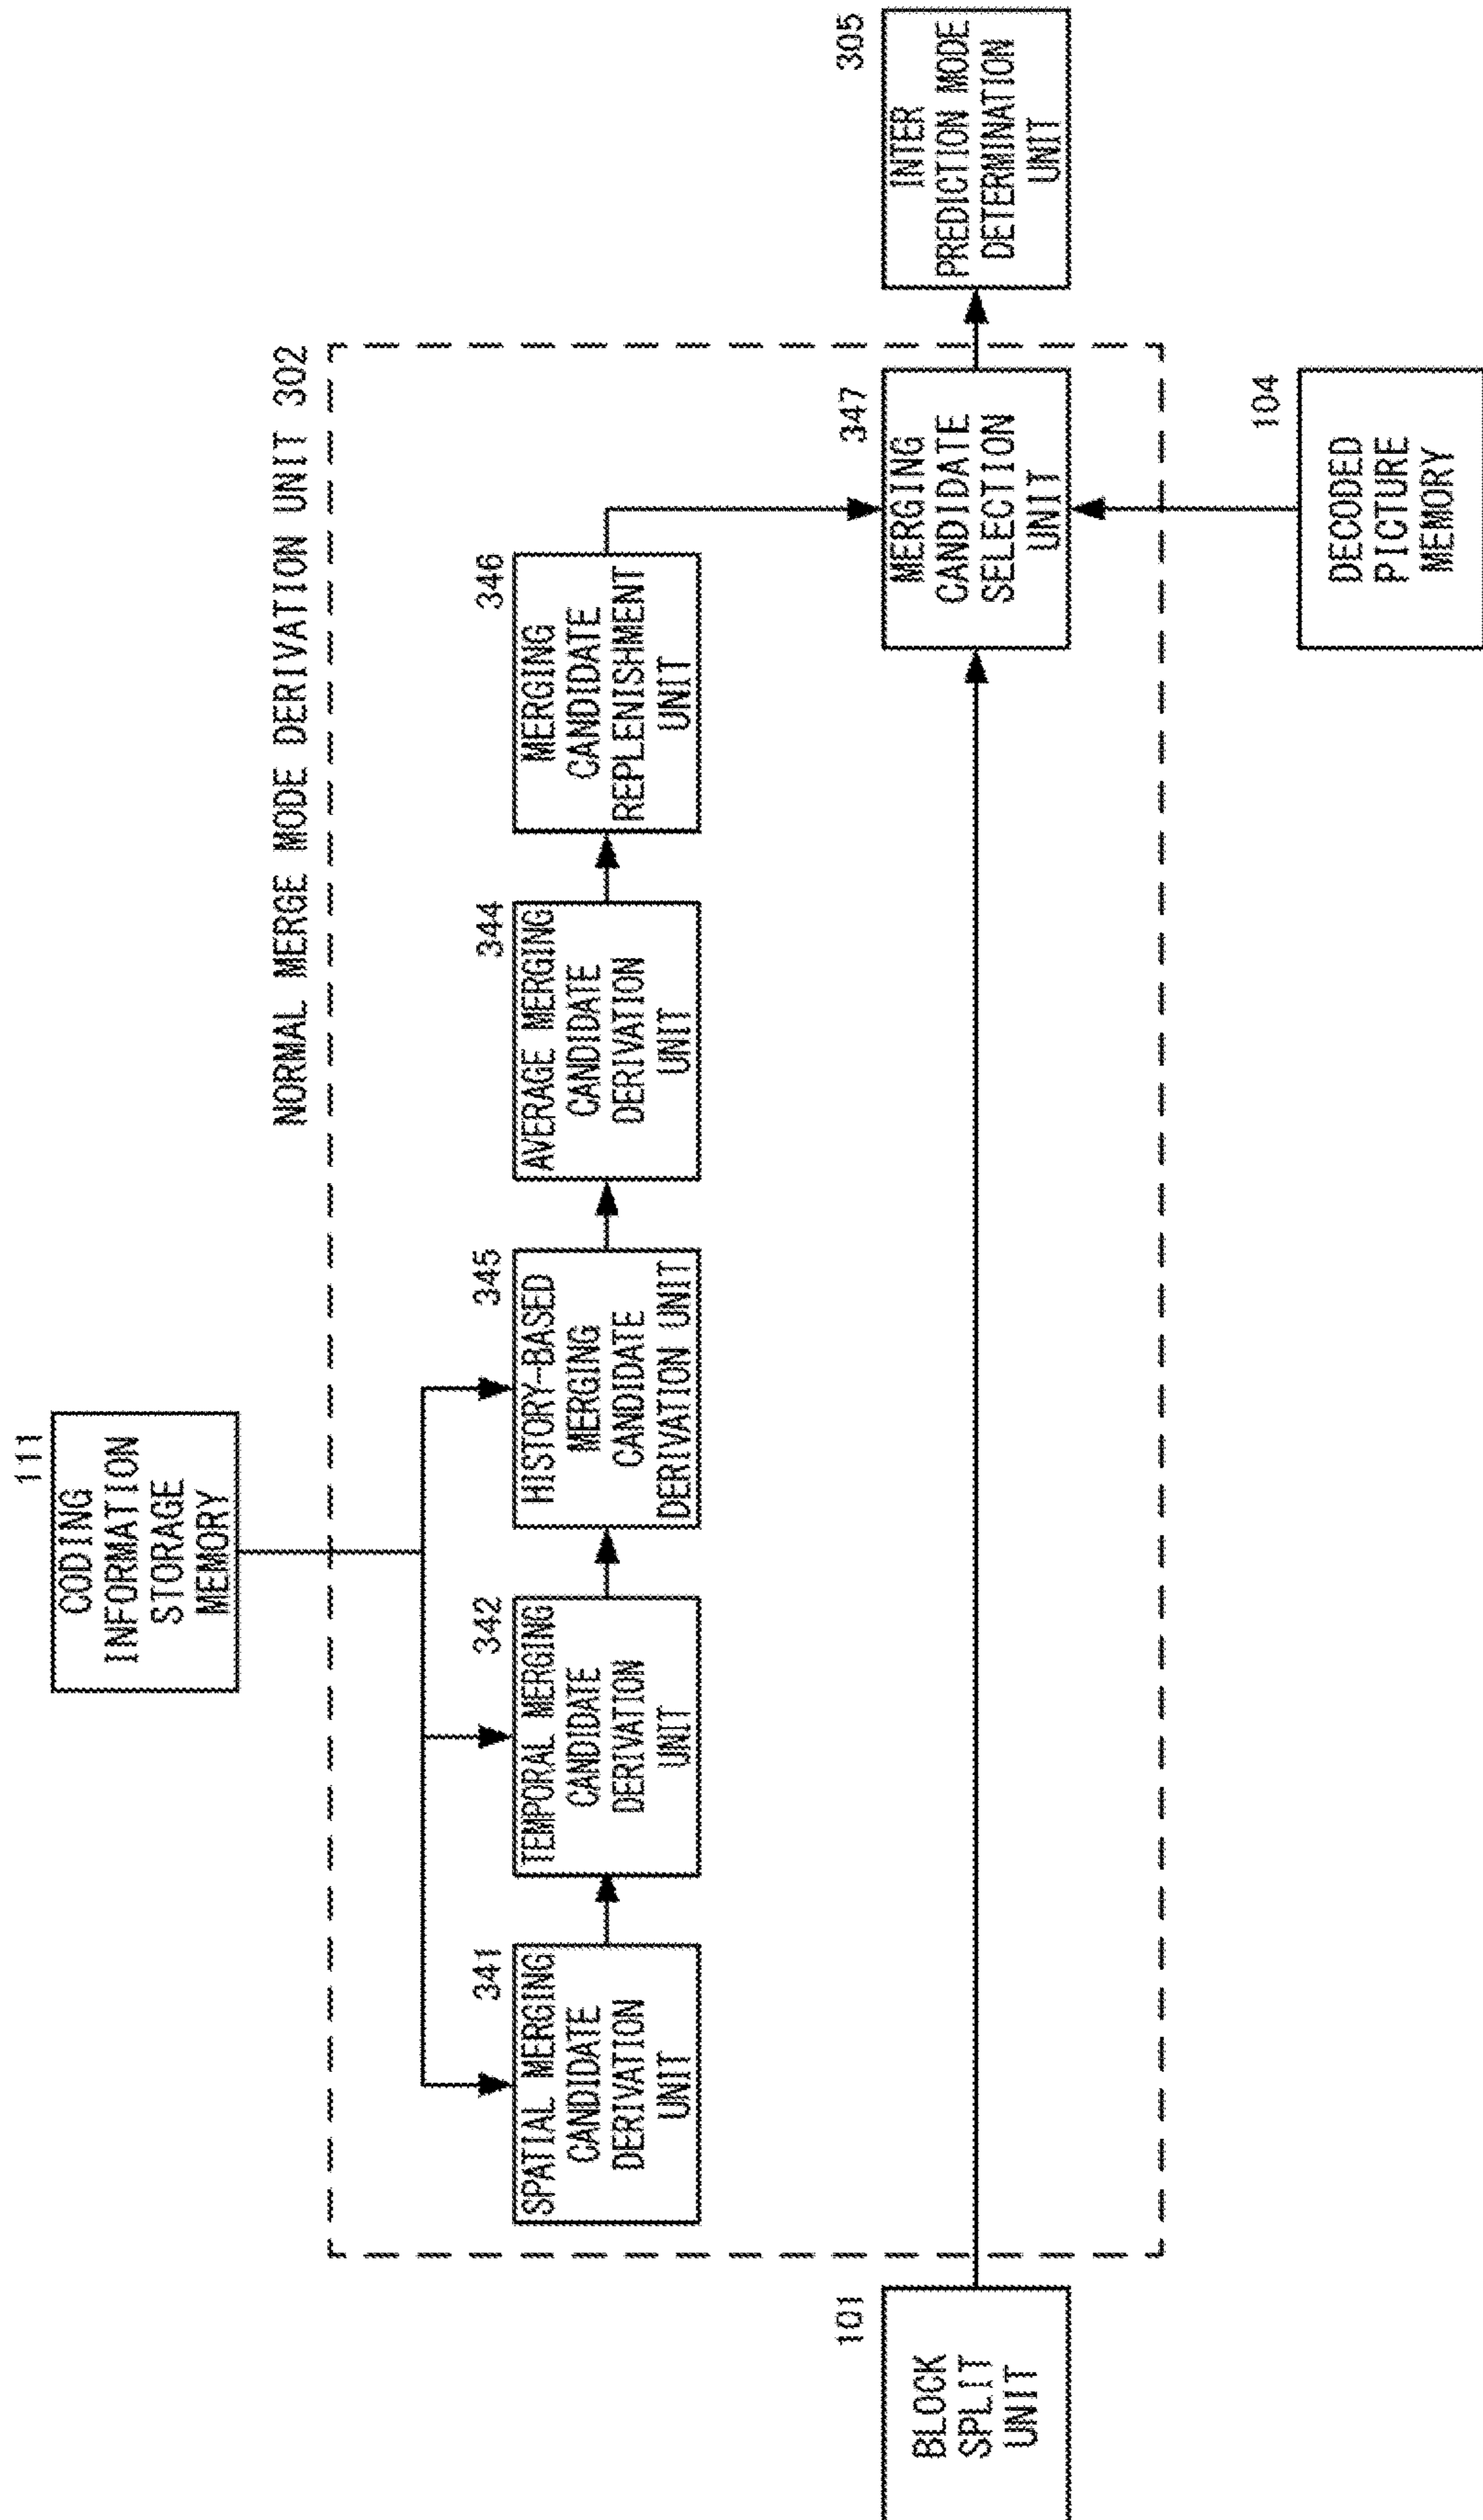 111
CODING
INFORMATION
STORAGE
MEMORY
NORMAL MERGE MODE DERIVATION UNIT 302
341
SPATIAL MERGING
CANDIDATE
DERIVATION
UNIT
342
TEMPORAL MERGING
CANDIDATE
DERIVATION
UNIT
345
HISTORY-BASED
MERGING
CANDIDATE
DERIVATION UNIT
344
AVERAGE MERGING
CANDIDATE
DERIVATION
UNIT
346
MERGING
CANDIDATE
REPLENISHMENT
UNIT
101
BLOCK
SPLIT
UNIT
347
MERGING
CANDIDATE
SELECTION
UNIT
305
INTER
PREDICTION MODE
DETERMINATION
UNIT
104
DECODED
PICTURE
MEMORY